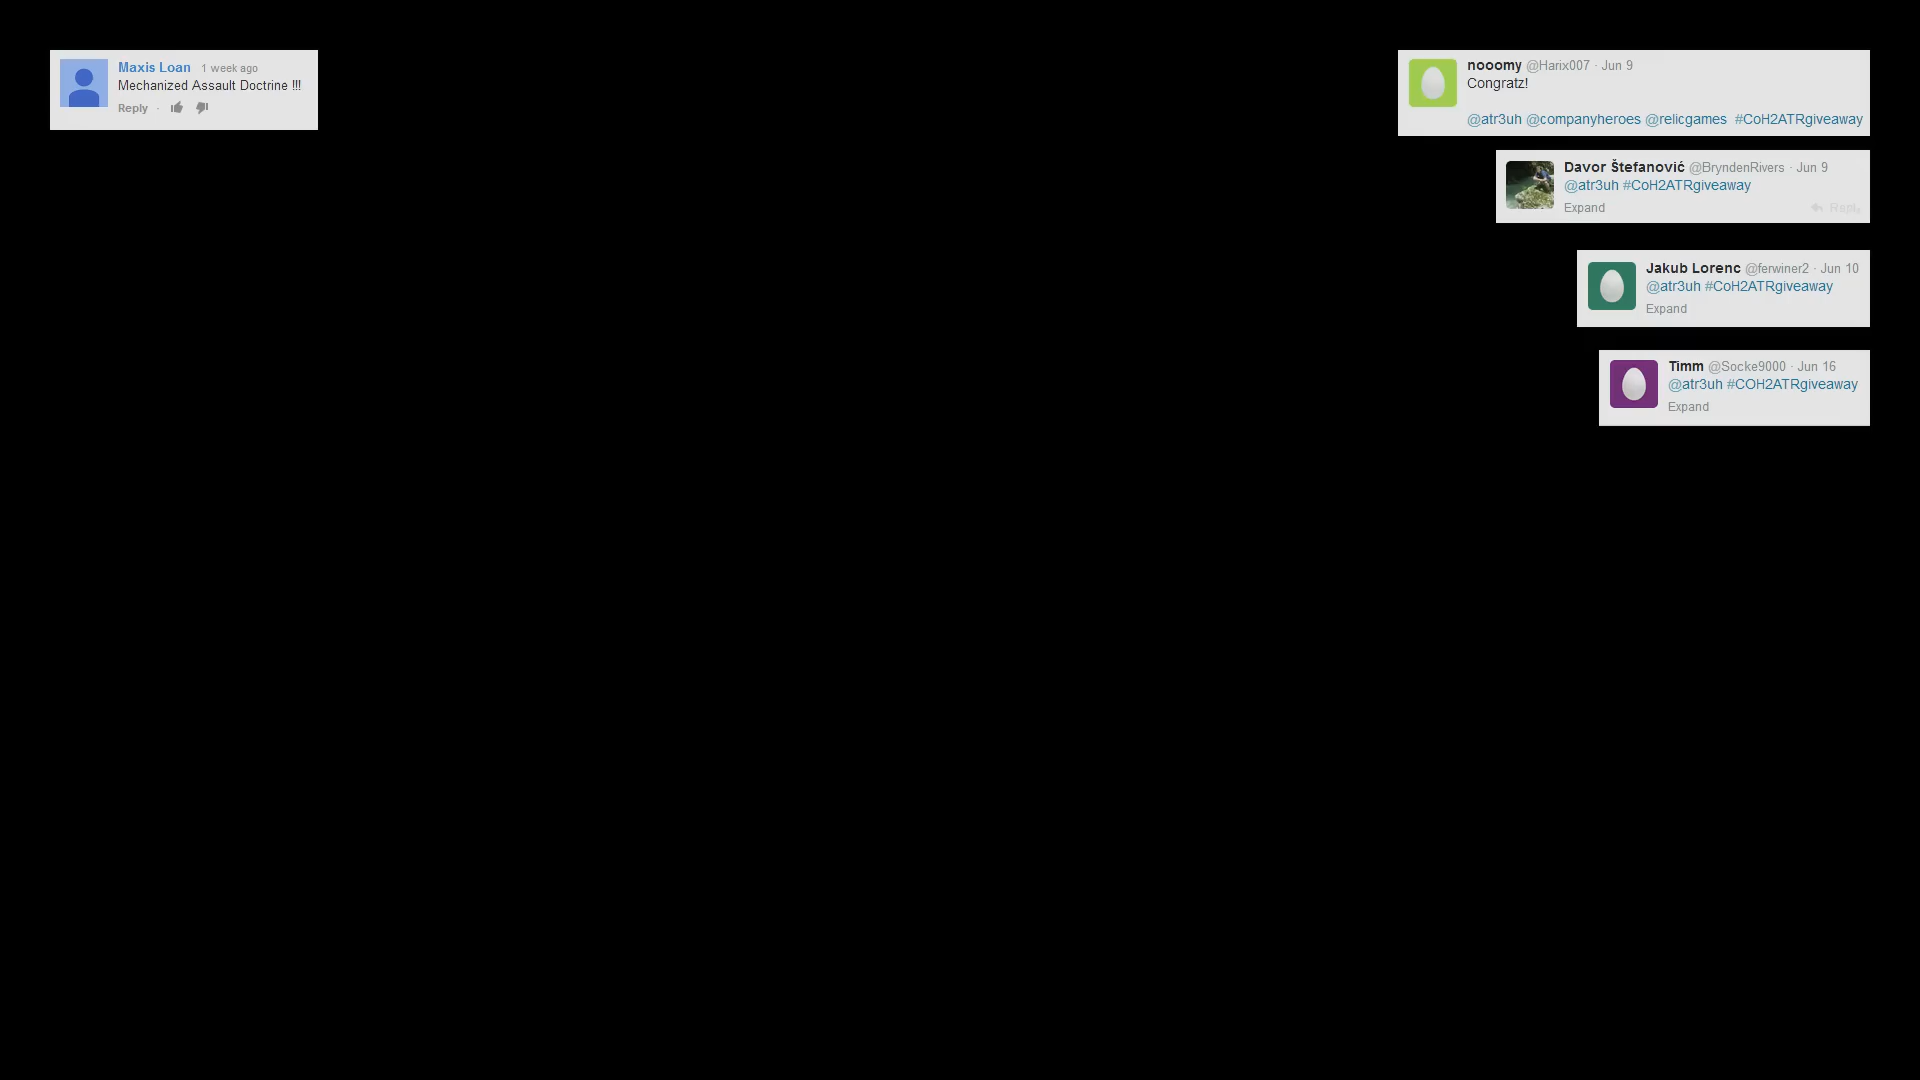 Maxis Loan 1 week ago
Mechanized Assault Doctrine !!!
Reply ·
nooomy @Harix007 · Jun 9
Congratz!
@atr3uh @companyheroes @relicgames #CoH2ATRgiveaway
Davor Štefanović @BryndenRivers · Jun 9
@atr3uh #CoH2ATRgiveaway
Expand
Reply
Jakub Lorenc @ferwiner2 · Jun 10
@atr3uh #CoH2ATRgiveaway
Expand
Timm @Socke9000 · Jun 16
@atr3uh #COH2ATRgiveaway
Expand